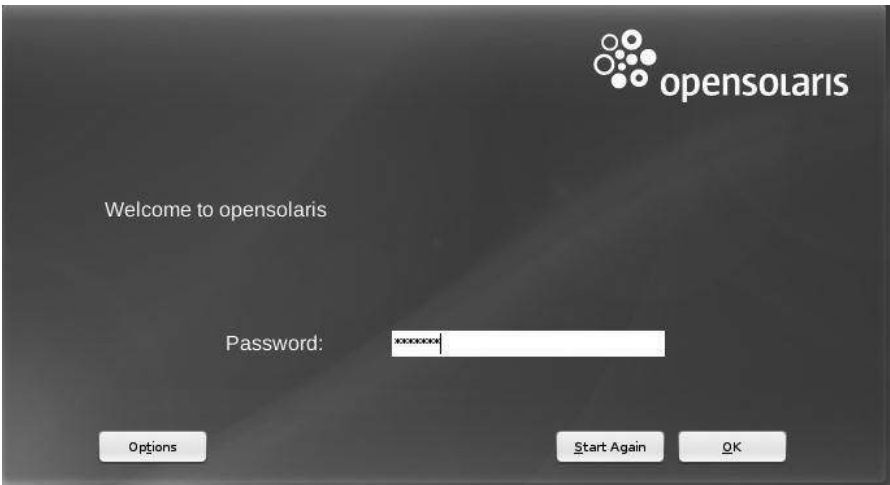 opensolaris
Welcome to opensolaris
Password: *******
Options
Start Again
OK